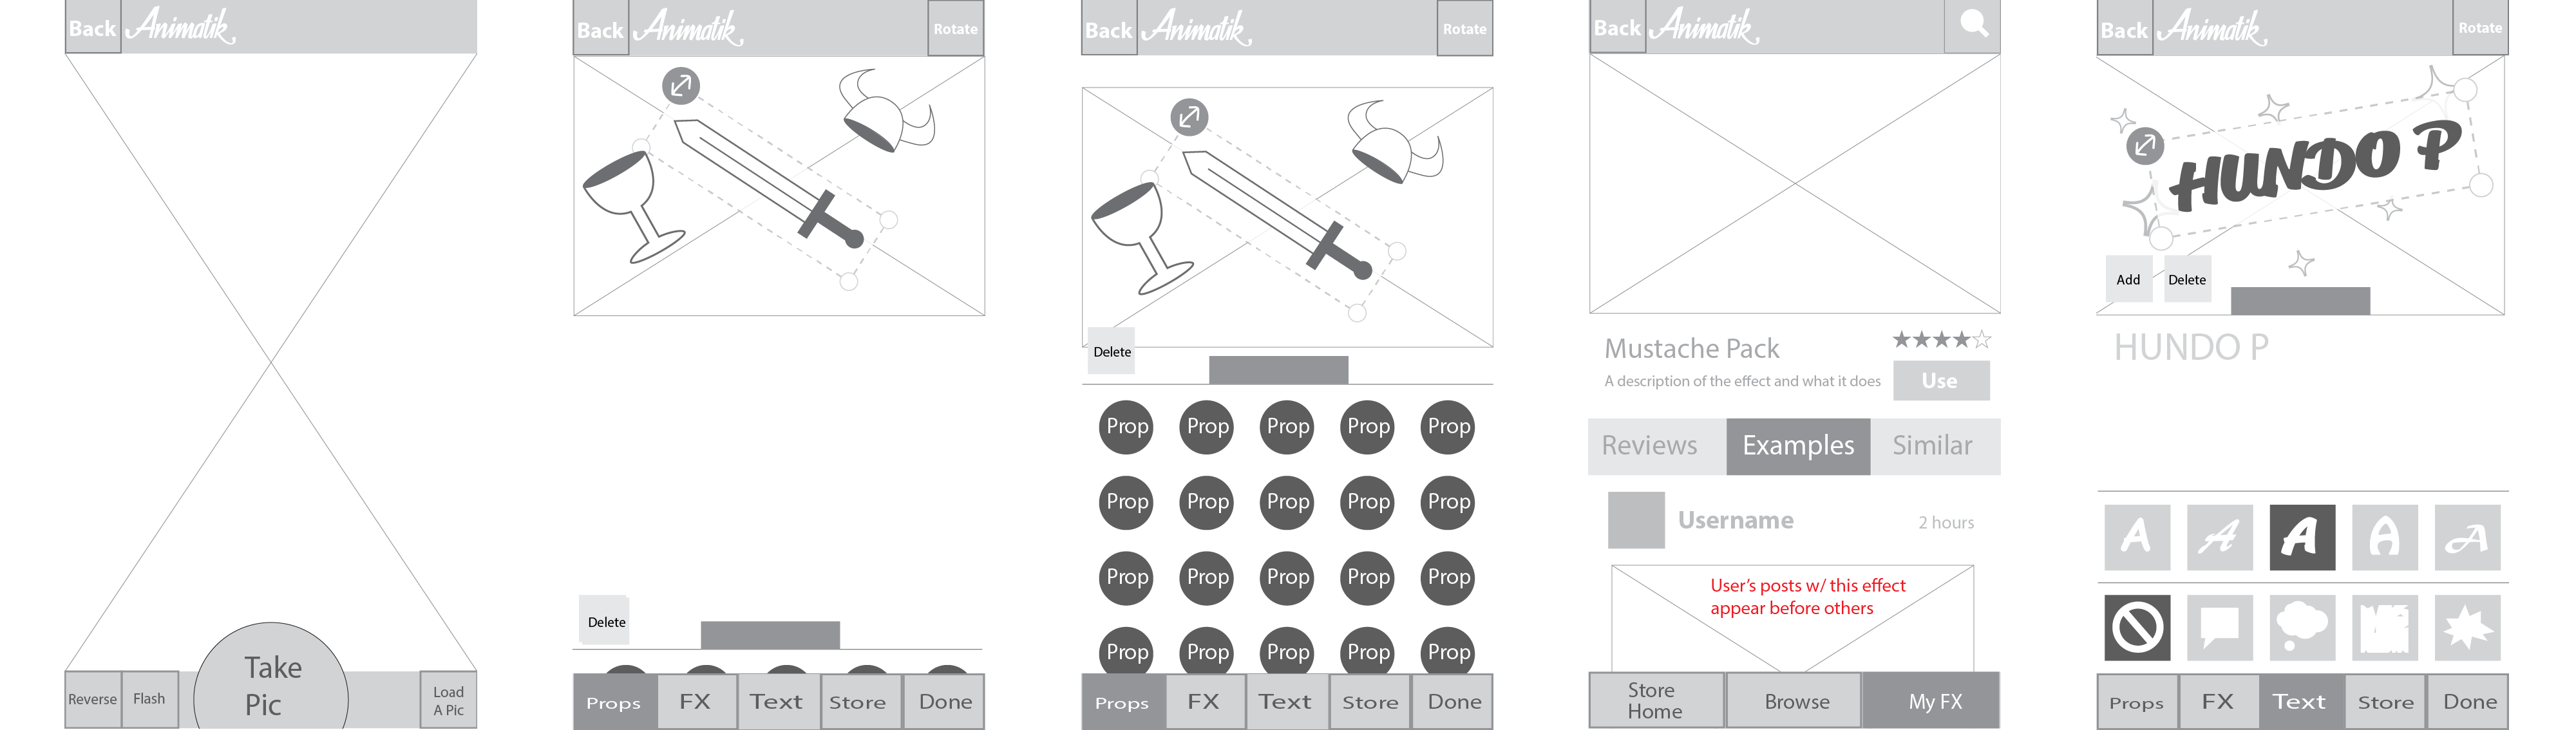 Back Animatik
Take
Pic
Reverse Flash
Load
A Pic
Back Animatik Rotate
Delete
Props FX Text Store Done
Back Animatik Rotate
Delete
Prop Prop Prop Prop Prop
Prop Prop Prop Prop Prop
Prop Prop Prop Prop Prop
Prop Prop Prop Prop Prop
Props FX Text Store Done
Back Animatik
Mustache Pack
A description of the effect and what it does
Use
Reviews Examples Similar
Username 2 hours
User's posts w/ this effect
appear before others
Store
Home
Browse My FX
Back Animatik Rotate
HUNDO P
Add Delete
HUNDO P
A A A A A
Props FX Text Store Done